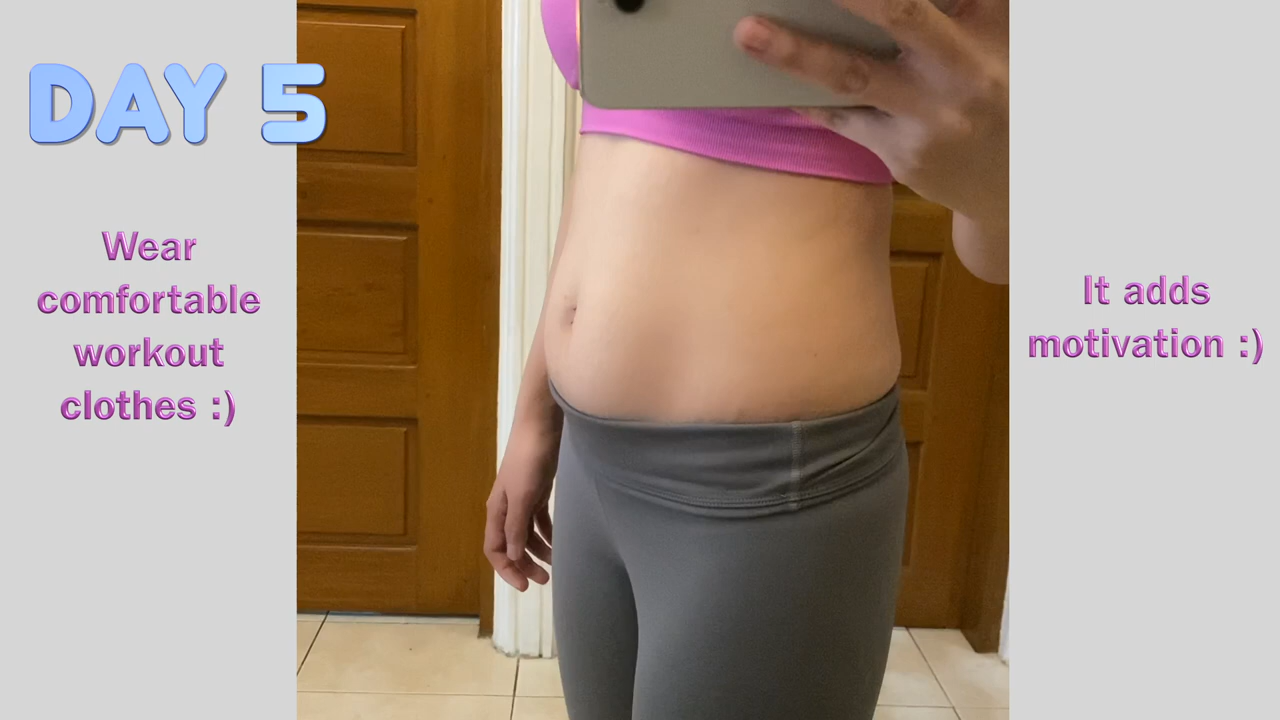 DAY 5
Wear
comfortable
workout
clothes :)
It adds
motivation :)